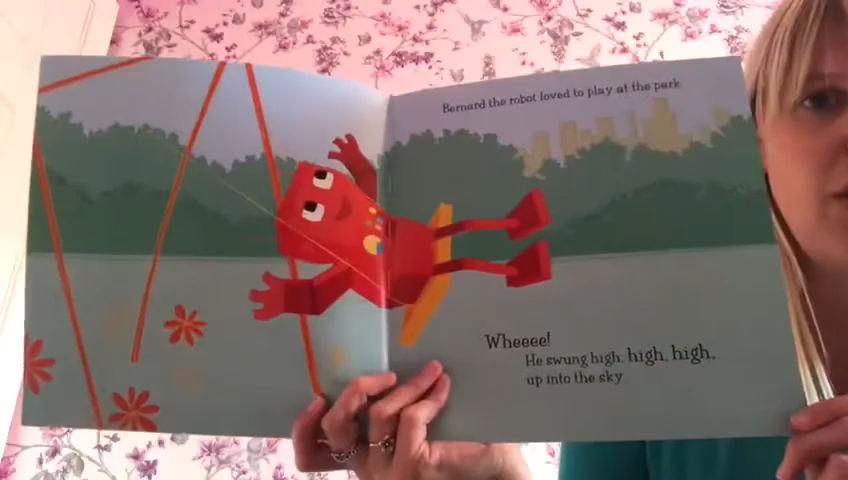 Bernard the robot loved to play at the park
Wheeee!
He swung high, high, high,
up into the sky